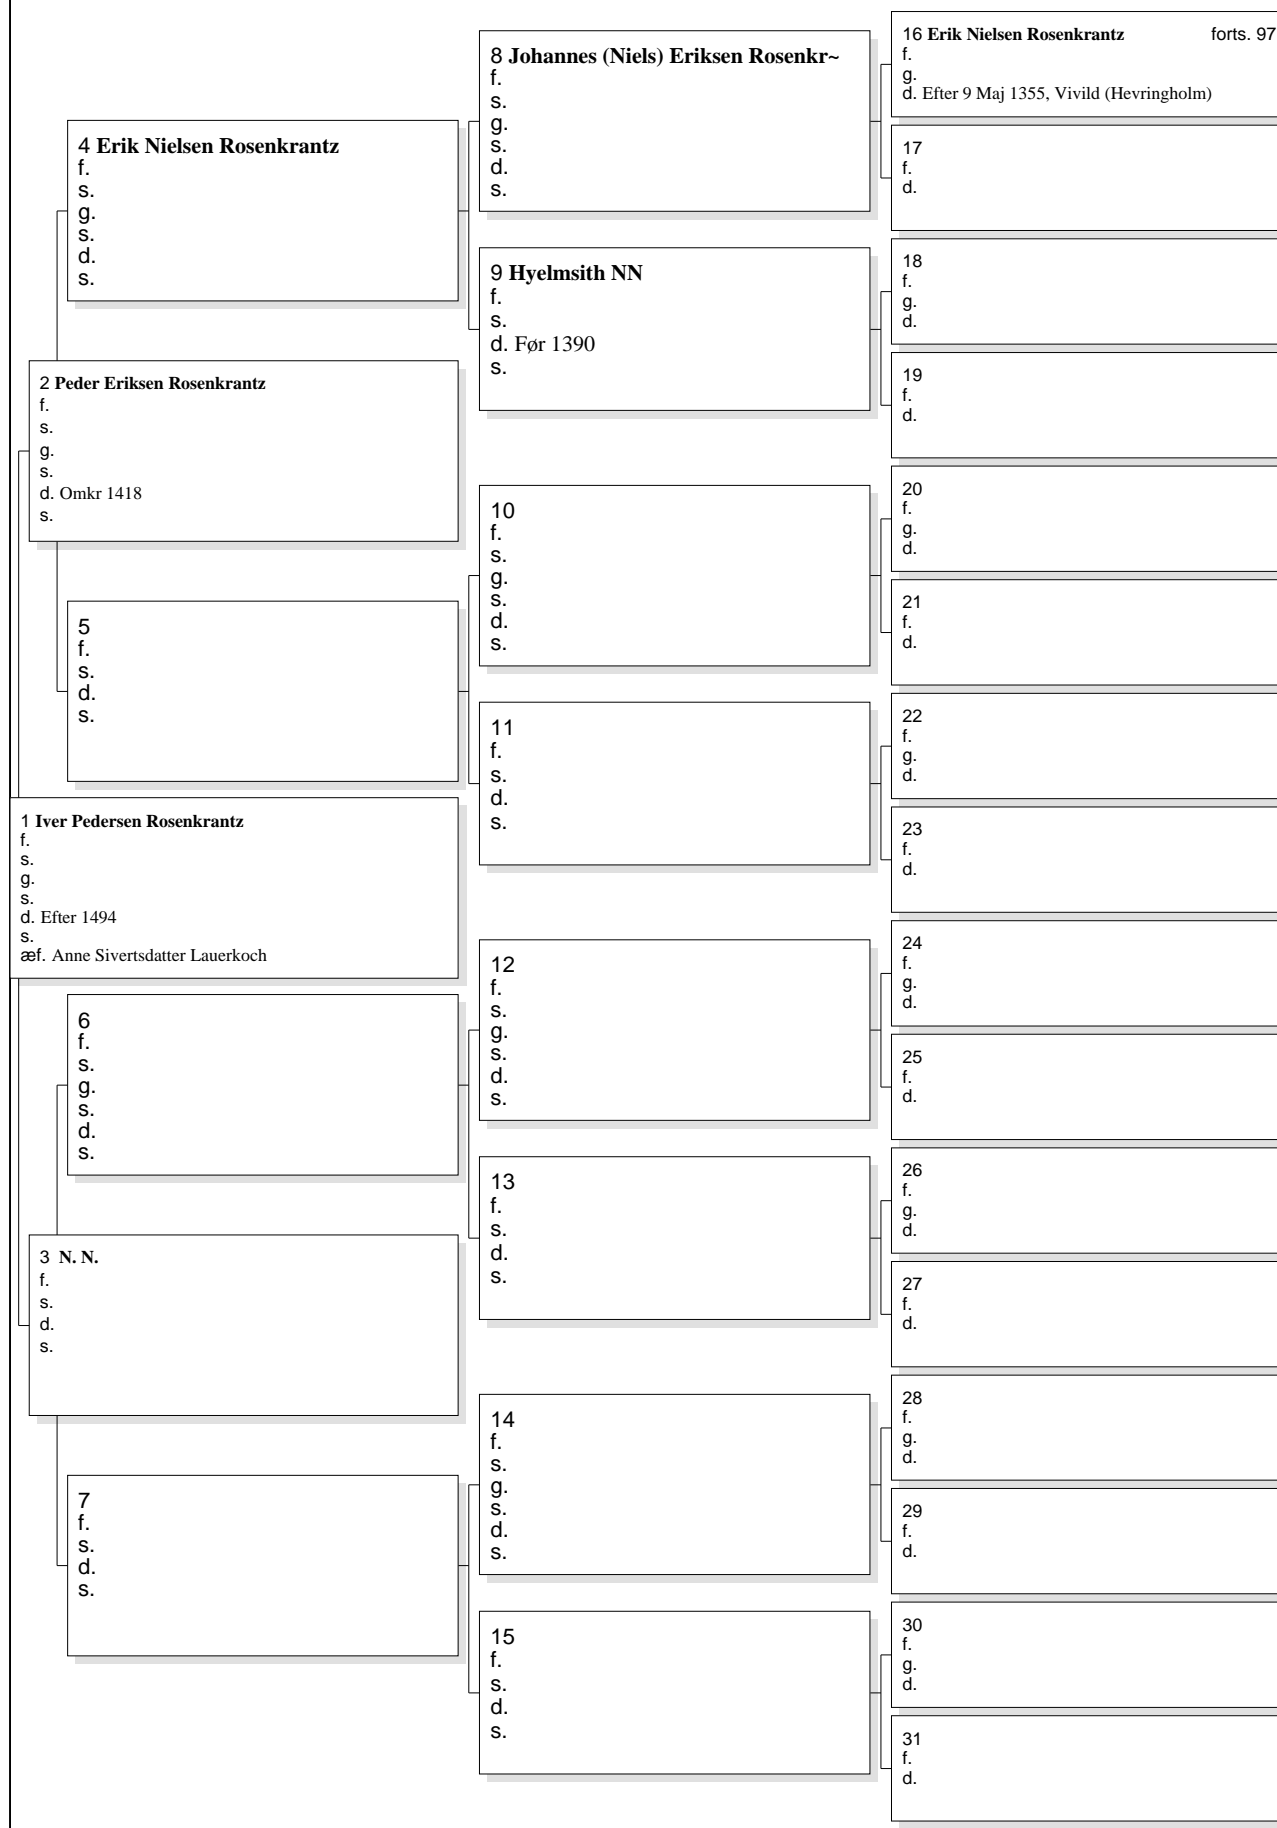 16 Erik Nielsen Rosenkrantz forts. 97
f.
g.
d. Efter 9 Maj 1355, Vivild (Hevringholm)
8 Johannes (Niels) Eriksen Rosenkr~
f.
s.
g.
s.
d.
s.
17
f.
d.
4 Erik Nielsen Rosenkrantz
f.
s.
g.
s.
d.
s.
18
f.
g.
d.
9 Hyelmsith NN
f.
s.
d. Før 1390
s.
19
f.
d.
2 Peder Eriksen Rosenkrantz
f.
s.
g.
s.
d. Omkr 1418
s.
20
f.
g.
d.
10
f.
s.
g.
s.
d.
s.
21
f.
d.
5
f.
s.
d.
s.
22
f.
g.
d.
11
f.
s.
d.
s.
23
f.
d.
1 Iver Pedersen Rosenkrantz
f.
s.
g.
s.
d. Efter 1494
s.
æf. Anne Sivertsdatter Lauerkoch
24
f.
g.
d.
12
f.
s.
g.
s.
d.
s.
25
f.
d.
6
f.
s.
g.
s.
d.
s.
26
f.
g.
d.
13
f.
s.
d.
s.
27
f.
d.
3 N. N.
f.
s.
d.
s.
28
f.
g.
d.
14
f.
s.
g.
s.
d.
s.
29
f.
d.
7
f.
s.
d.
s.
30
f.
g.
d.
15
f.
s.
d.
s.
31
f.
d.